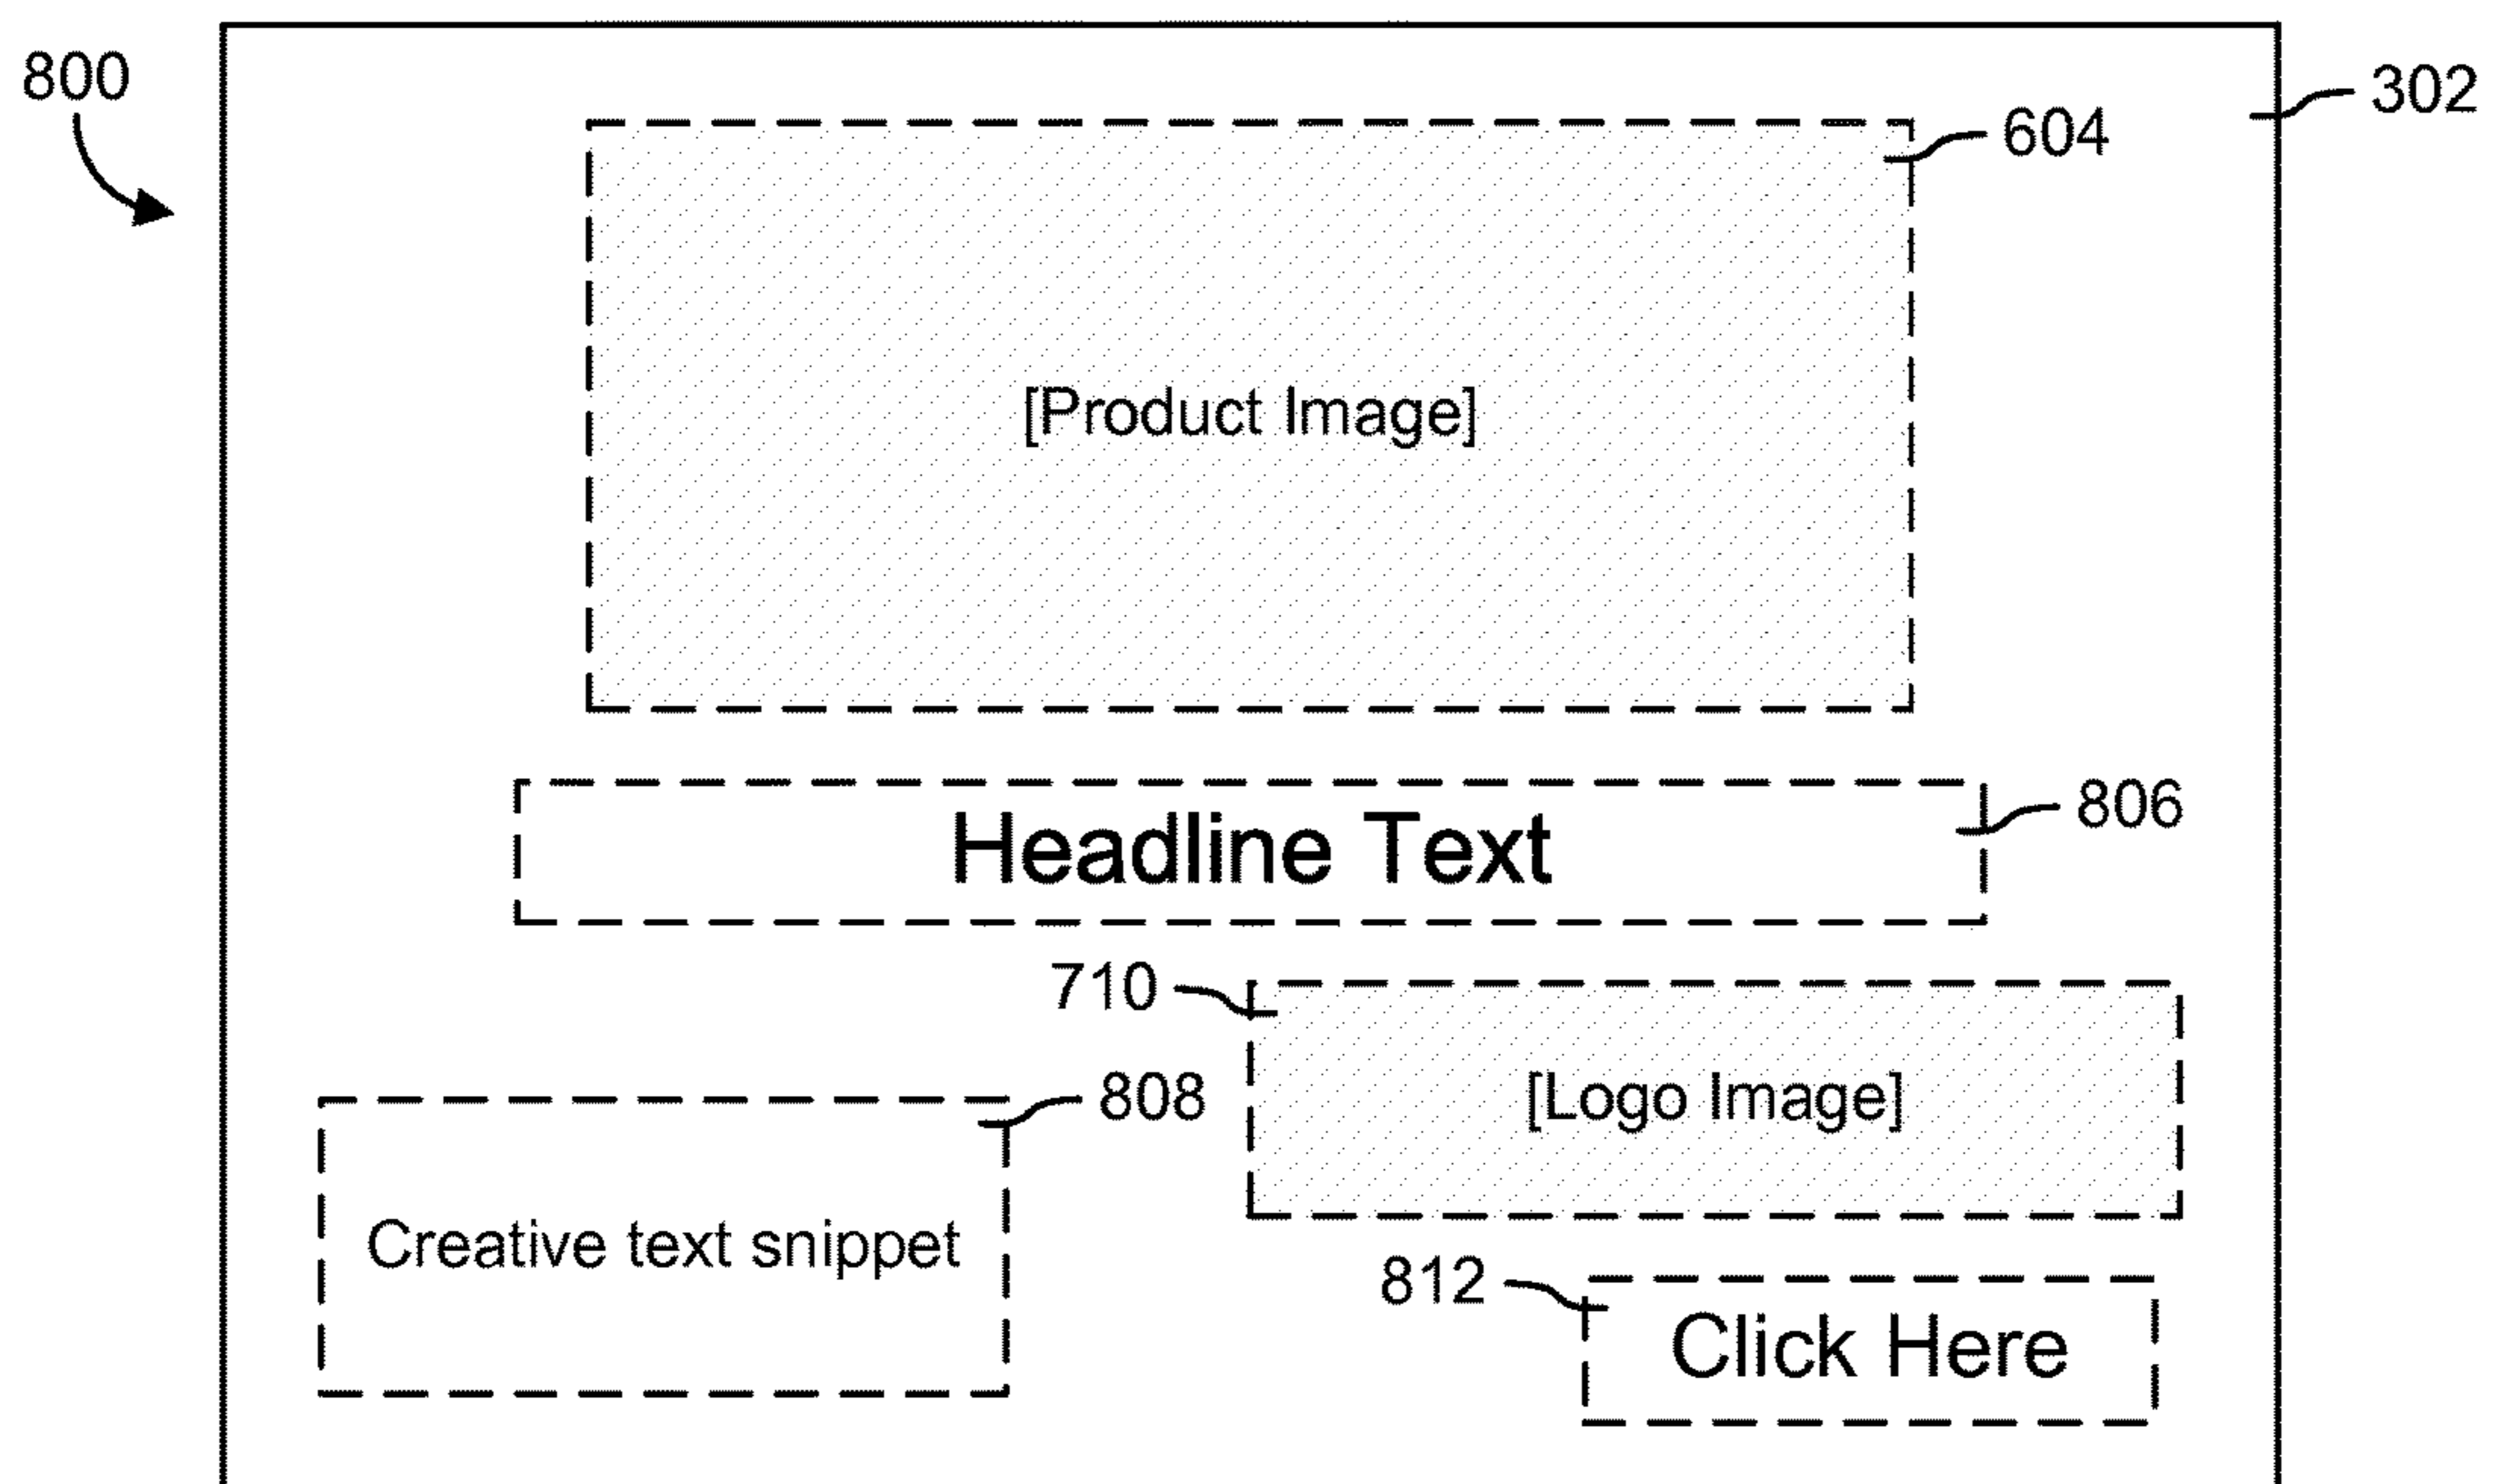 800
302
604
[Product Image]
Headline Text
806
710
[Logo Image]
808
Creative text snippet
812
Click Here